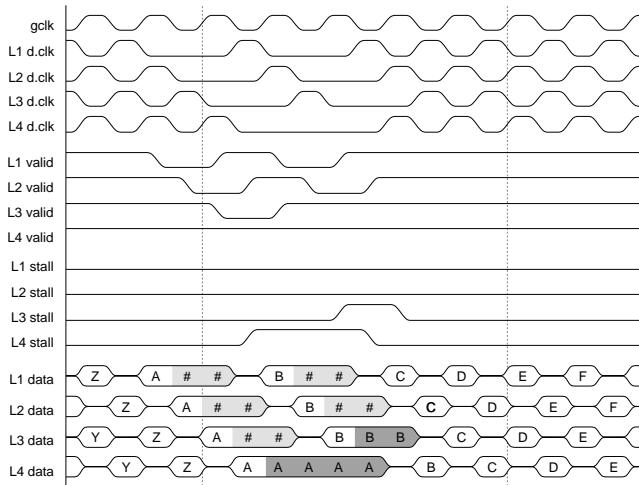 gclk
L1 d.clk
L2 d.clk
L3 d.clk
L4 d.clk
L1 valid
L2 valid
L3 valid
L4 valid
L1 stall
L2 stall
L3 stall
L4 stall
L1 data Z A # # B # # C D E F
L2 data Z A # # B # # C D E F
L3 data Y Z A # # B B B C D E
L4 data Y Z A A A A A B C D E